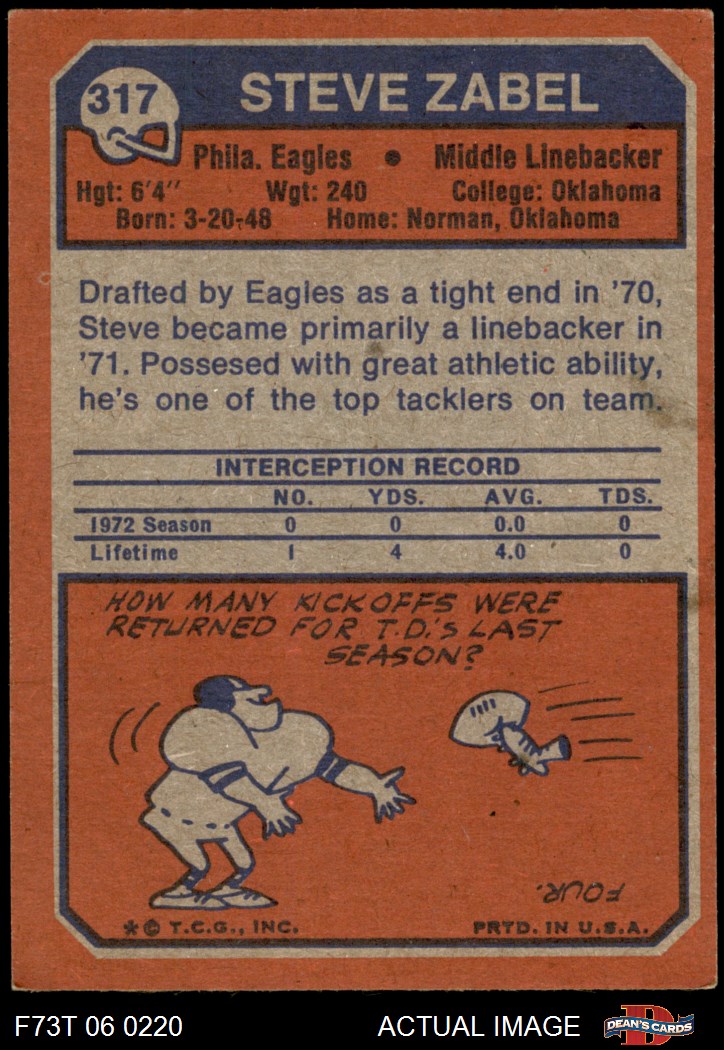 317
STEVE ZABEL
Phila. Eagles • Middle Linebacker
Hgt: 6'4" Wgt: 240 College: Oklahoma
Born: 3-20-48 Home: Norman, Oklahoma
Drafted by Eagles as a tight end in '70,
Steve became primarily a linebacker in
'71. Possesed with great athletic ability,
he's one of the top tacklers on team.
INTERCEPTION RECORD
NO. YDS. AVG. TDS.
1972 Season 0 0 0.0 0
Lifetime 1 4 4.0 0
HOW MANY KICKOFFS WERE
RETURNED FOR T.D.'S LAST
SEASON?
FOUR.
*© T.C.G., INC. PRTD. IN U.S.A.
F73T 06 0220 ACTUAL IMAGE D DEAN'S CARDS